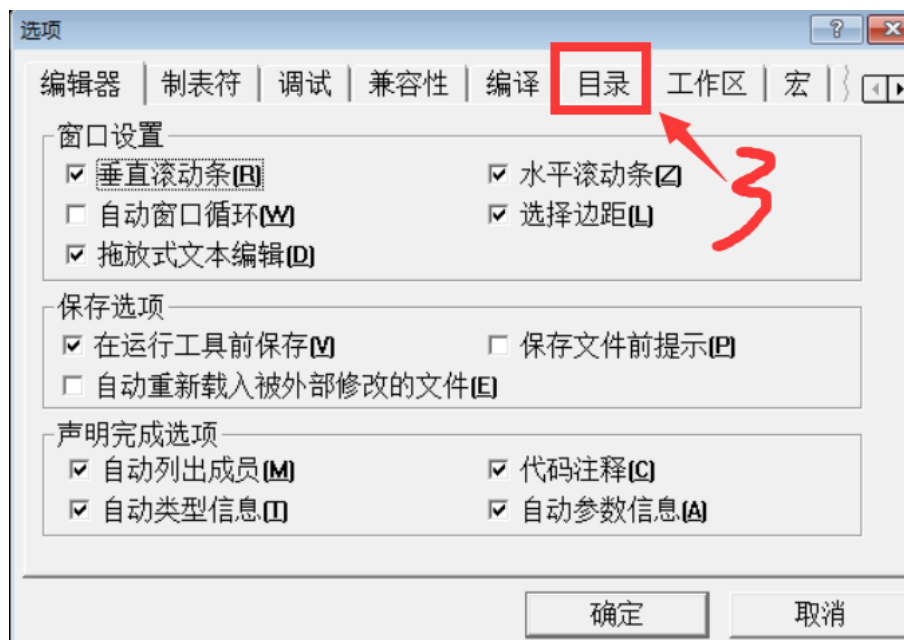 选项
编辑器 制表符 调试 兼容性 编译 目录 工作区 宏
3
窗口设置
垂直滚动条(R) 水平滚动条(Z)
自动窗口循环(W) 选择边距(L)
拖放式文本编辑(D)
保存选项
在运行工具前保存(V) 保存文件前提示(P)
自动重新载入被外部修改的文件(E)
声明完成选项
自动列出成员(M) 代码注释(C)
自动类型信息(T) 自动参数信息(A)
确定 取消